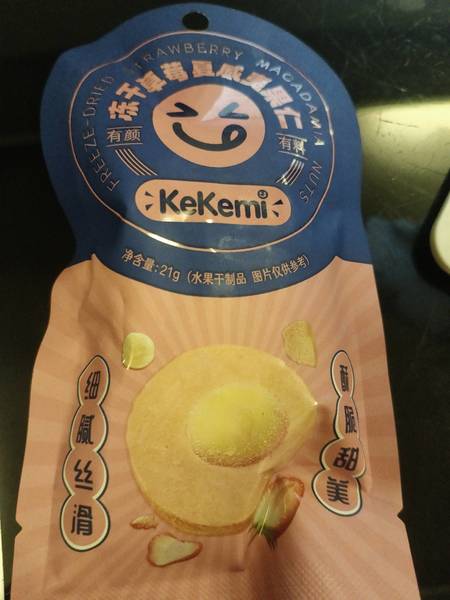 FREEZE-DRIED STRAWBERRY MACADAMIA NUTS
冻干草莓夏威夷果仁
有颜
有料
KeKemi
净含量:21g (水果干制品 图片仅供参考)
细腻丝滑
酥脆甜美